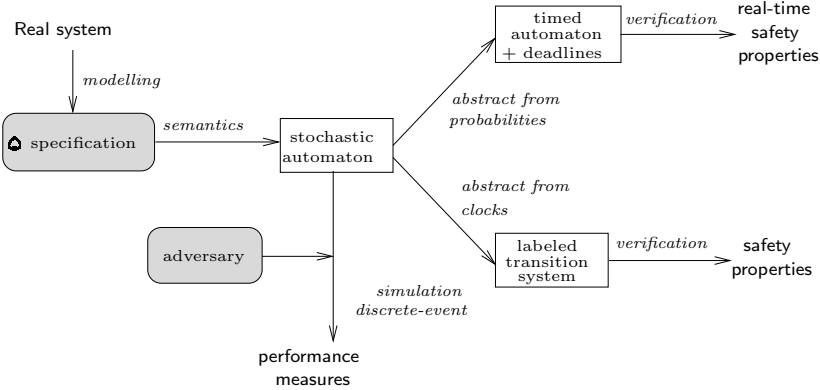 Real system
modelling
specification
semantics
stochastic
automaton
adversary
simulation
discrete-event
performance
measures
abstract from
probabilities
timed
automaton
+ deadlines
verification
real-time
safety
properties
abstract from
clocks
labeled
transition
system
verification
safety
properties